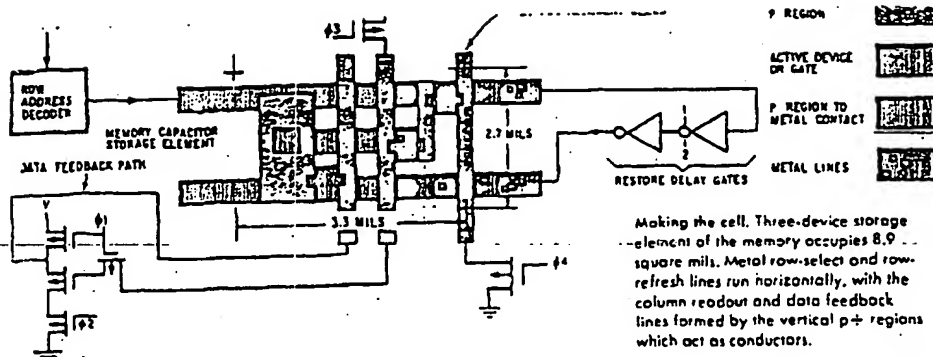 φ3
P REGION
ACTIVE DEVICE
OR GATE
P REGION TO
METAL CONTACT
METAL LINES
ROW
ADDRESS
DECODER
MEMORY CAPACITOR
STORAGE ELEMENT
DATA FEEDBACK PATH
2.7 MILS
3.3 MILS
1
2
RESTORE DELAY GATES
V
φ1
φ2
φ4
Making the cell. Three-device storage
element of the memory occupies 8.9
square mils. Metal row-select and row-
refresh lines run horizontally, with the
column readout and data feedback
lines formed by the vertical p+ regions
which act as conductors.